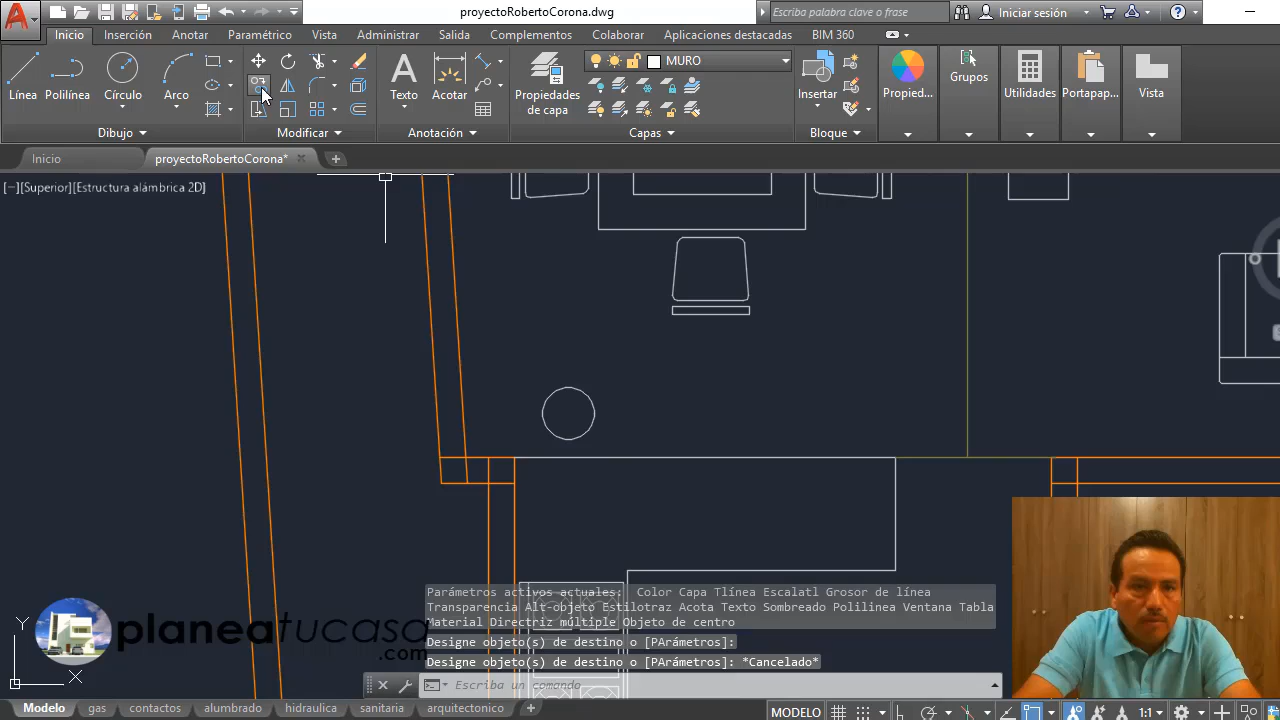 proyectoRobertoCorona.dwg
Escriba palabra clave o frase
Iniciar sesión
Inicio
Inserción
Anotar
Paramétrico
Vista
Administrar
Salida
Complementos
Colaborar
Aplicaciones destacadas
BIM 360
Línea
Polilínea
Círculo
Arco
Texto
Acotar
Propiedades
de capa
MURO
Insertar
Propied...
Grupos
Utilidades
Portapap...
Vista
Dibujo
Modificar
Anotación
Capas
Bloque
Inicio
proyectoRobertoCorona*
[−][Superior][Estructura alámbrica 2D]
Parámetros activos actuales: Color Capa Tlínea Escalatl Grosor de línea
Transparencia Alt-objeto Estilotraz Acota Texto Sombreado Polilínea Ventana Tabla
Material Directriz múltiple Objeto de centro
Designe objeto(s) de destino o [PArámetros]:
Designe objeto(s) de destino o [PArámetros]: *Cancelado*
Escriba un comando
planeatucasa
.com
Y
X
Modelo
gas
contactos
alumbrado
hidraulica
sanitaria
arquitectonico
MODELO
1:1